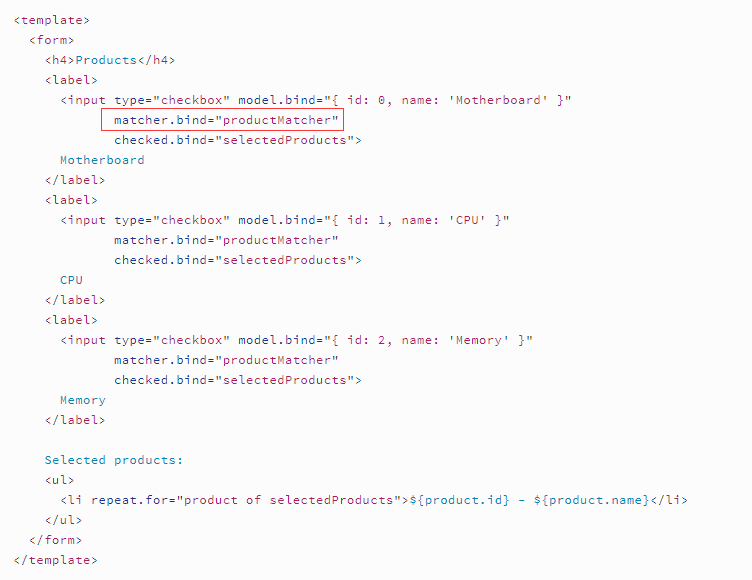 <template>
  <form>
    <h4>Products</h4>
    <label>
      <input type="checkbox" model.bind="{ id: 0, name: 'Motherboard' }"
             matcher.bind="productMatcher"
             checked.bind="selectedProducts">
      Motherboard
    </label>
    <label>
      <input type="checkbox" model.bind="{ id: 1, name: 'CPU' }"
             matcher.bind="productMatcher"
             checked.bind="selectedProducts">
      CPU
    </label>
    <label>
      <input type="checkbox" model.bind="{ id: 2, name: 'Memory' }"
             matcher.bind="productMatcher"
             checked.bind="selectedProducts">
      Memory
    </label>

    Selected products:
    <ul>
      <li repeat.for="product of selectedProducts">${product.id} - ${product.name}</li>
    </ul>
  </form>
</template>